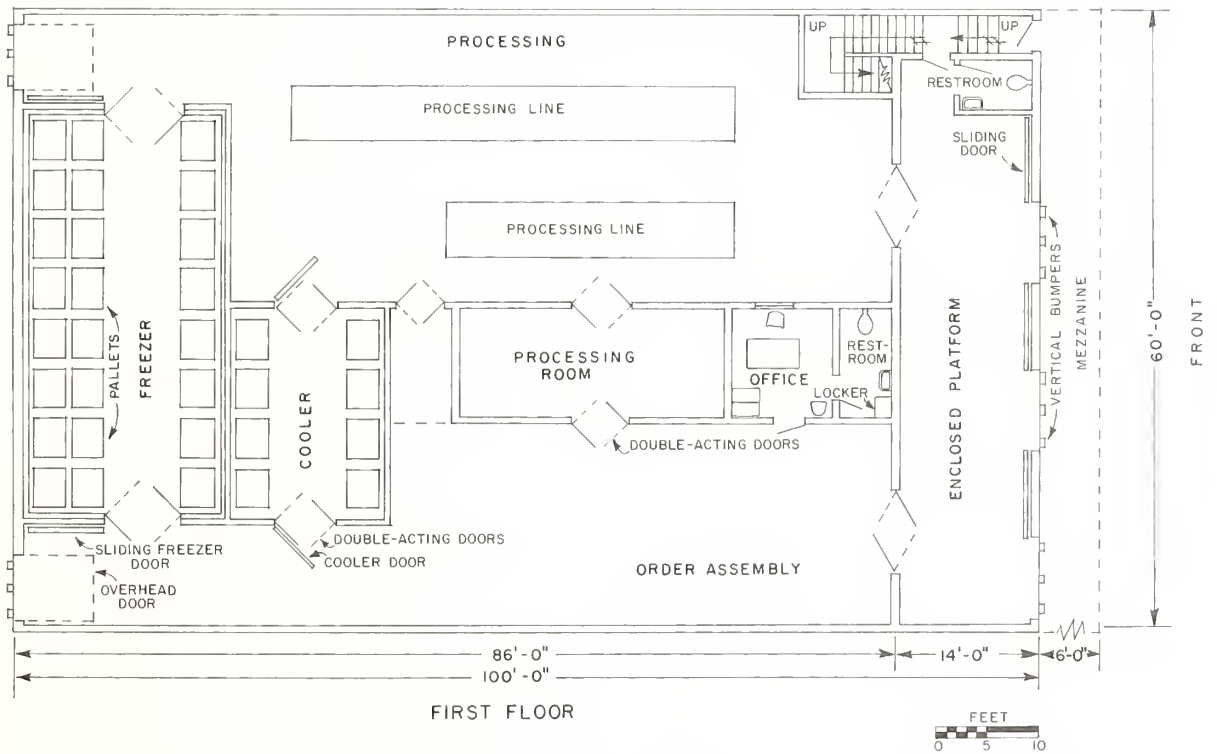 PROCESSING
UP
UP
RESTROOM
PROCESSING LINE
SLIDING
DOOR
PROCESSING LINE
PALLETS
FREEZER
COOLER
PROCESSING
ROOM
OFFICE
REST-
ROOM
LOCKER
ENCLOSED PLATFORM
VERTICAL BUMPERS
MEZZANINE
60'-0"
FRONT
DOUBLE-ACTING DOORS
SLIDING FREEZER
DOOR
OVERHEAD
DOOR
DOUBLE-ACTING DOORS
COOLER DOOR
ORDER ASSEMBLY
86'-0"
14'-0"
6'-0"
100'-0"
FIRST FLOOR
FEET
0 5 10